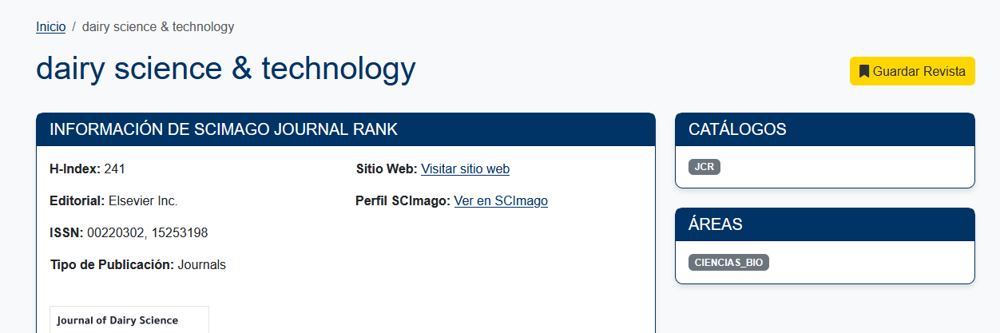 Inicio / dairy science & technology
dairy science & technology
Guardar Revista
INFORMACIÓN DE SCIMAGO JOURNAL RANK
H-Index: 241
Sitio Web: Visitar sitio web
Editorial: Elsevier Inc.
Perfil SCImago: Ver en SCImago
ISSN: 00220302, 15253198
Tipo de Publicación: Journals
Journal of Dairy Science
CATÁLOGOS
JCR
ÁREAS
CIENCIAS_BIO